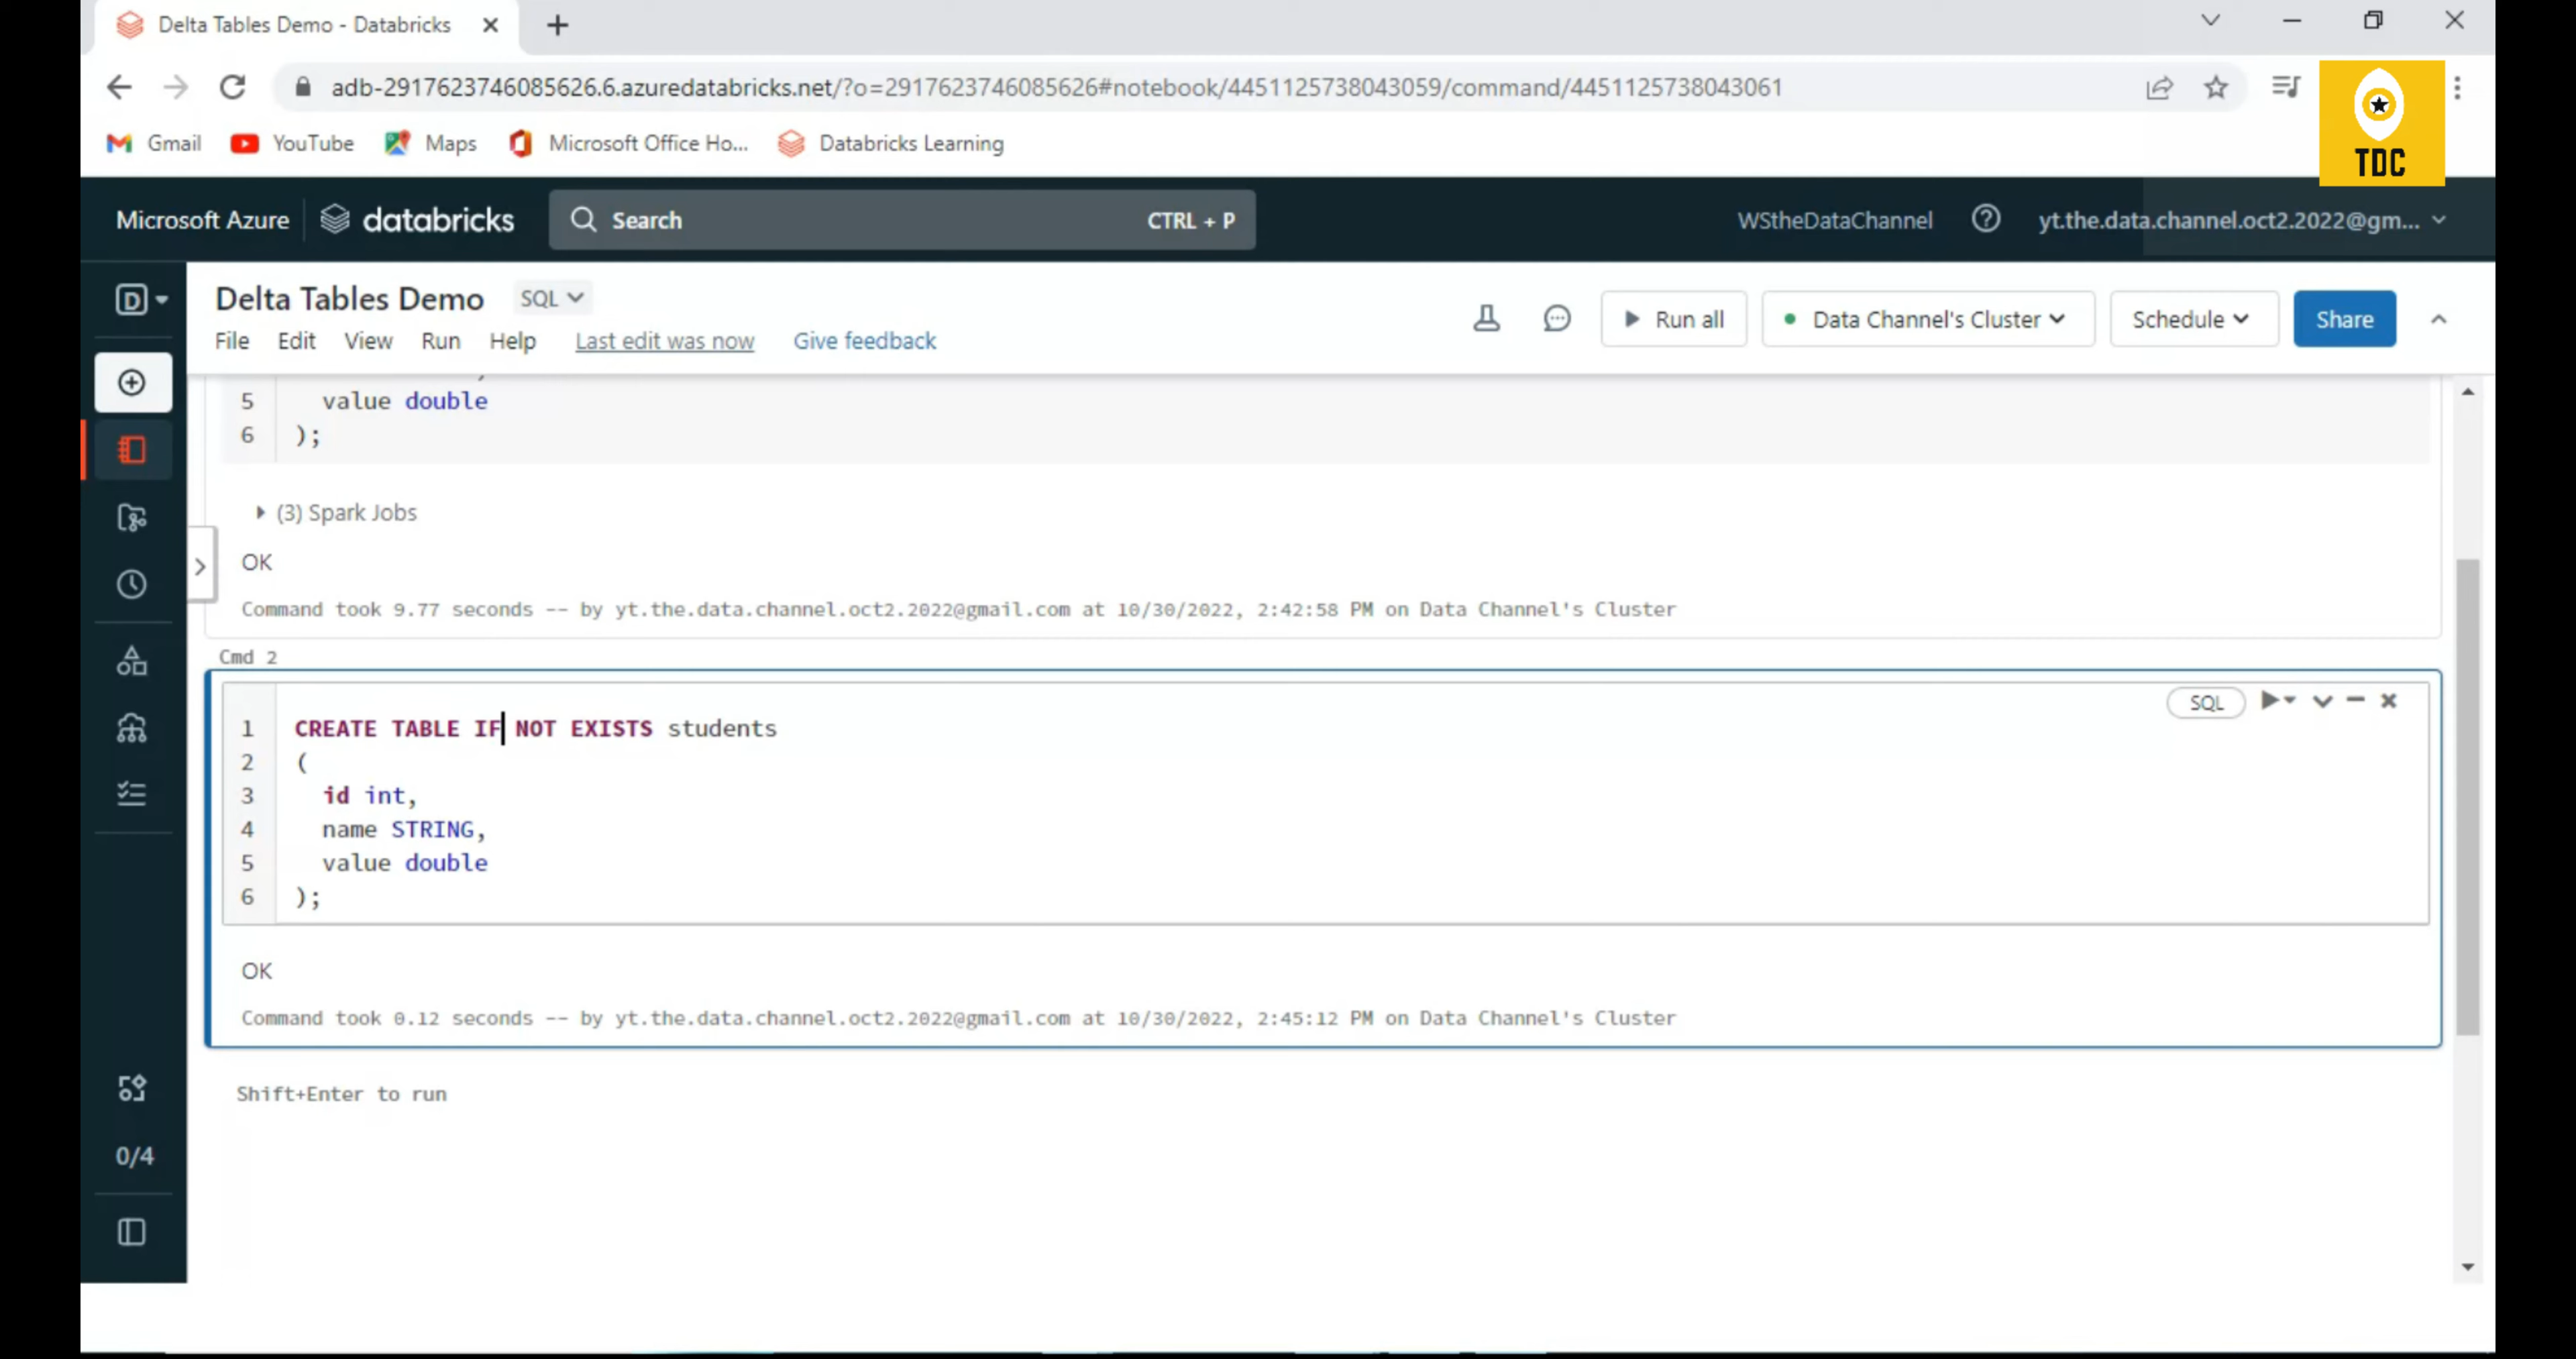 Delta Tables Demo - Databricks
adb-2917623746085626.6.azuredatabricks.net/?o=2917623746085626#notebook/4451125738043059/command/4451125738043061
TDC
Gmail YouTube Maps Microsoft Office Ho... Databricks Learning
Microsoft Azure databricks Search CTRL + P WStheDataChannel yt.the.data.channel.oct2.2022@gm...
Delta Tables Demo SQL
File Edit View Run Help Last edit was now Give feedback
Run all Data Channel's Cluster Schedule Share
5 value double
6 );
(3) Spark Jobs
OK
Command took 9.77 seconds -- by yt.the.data.channel.oct2.2022@gmail.com at 10/30/2022, 2:42:58 PM on Data Channel's Cluster
Cmd 2
SQL
1 CREATE TABLE IF NOT EXISTS students
2 (
3 id int,
4 name STRING,
5 value double
6 );
OK
Command took 0.12 seconds -- by yt.the.data.channel.oct2.2022@gmail.com at 10/30/2022, 2:45:12 PM on Data Channel's Cluster
Shift+Enter to run
0/4